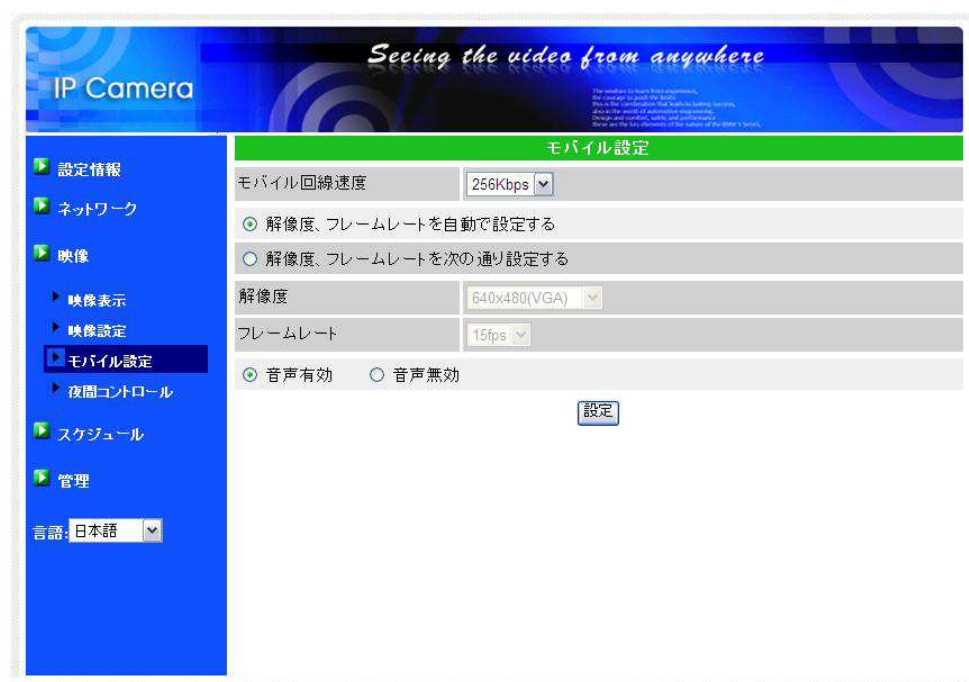 Seeing the video from anywhere
IP Camera
設定情報
ネットワーク
映像
映像表示
映像設定
モバイル設定
夜間コントロール
スケジュール
管理
言語: 日本語
モバイル設定
モバイル回線速度 256Kbps
解像度、フレームレートを自動で設定する
解像度、フレームレートを次の通り設定する
解像度 640x480(VGA)
フレームレート 15fps
音声有効 音声無効
設定